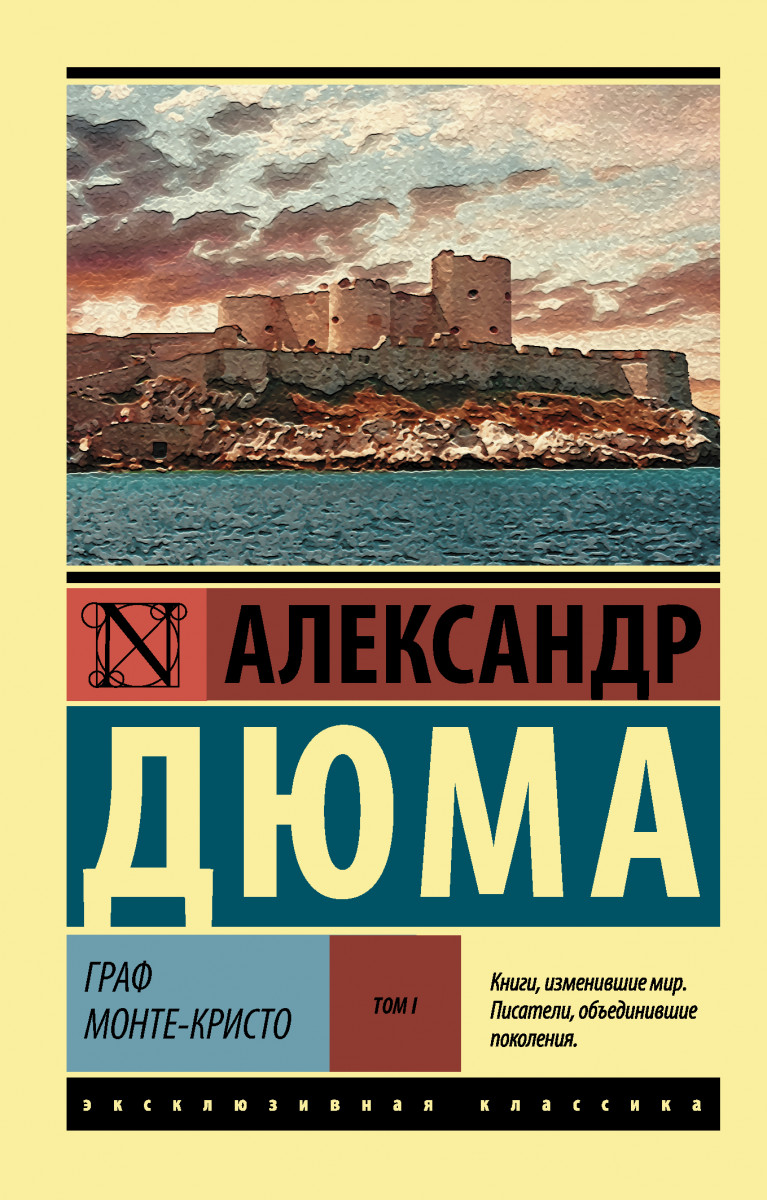 N
АЛЕКСАНДР
ДЮМА
ГРАФ
МОНТЕ-КРИСТО
ТОМ I
Книги, изменившие мир.
Писатели, объединившие
поколения.
эксклюзивная классика